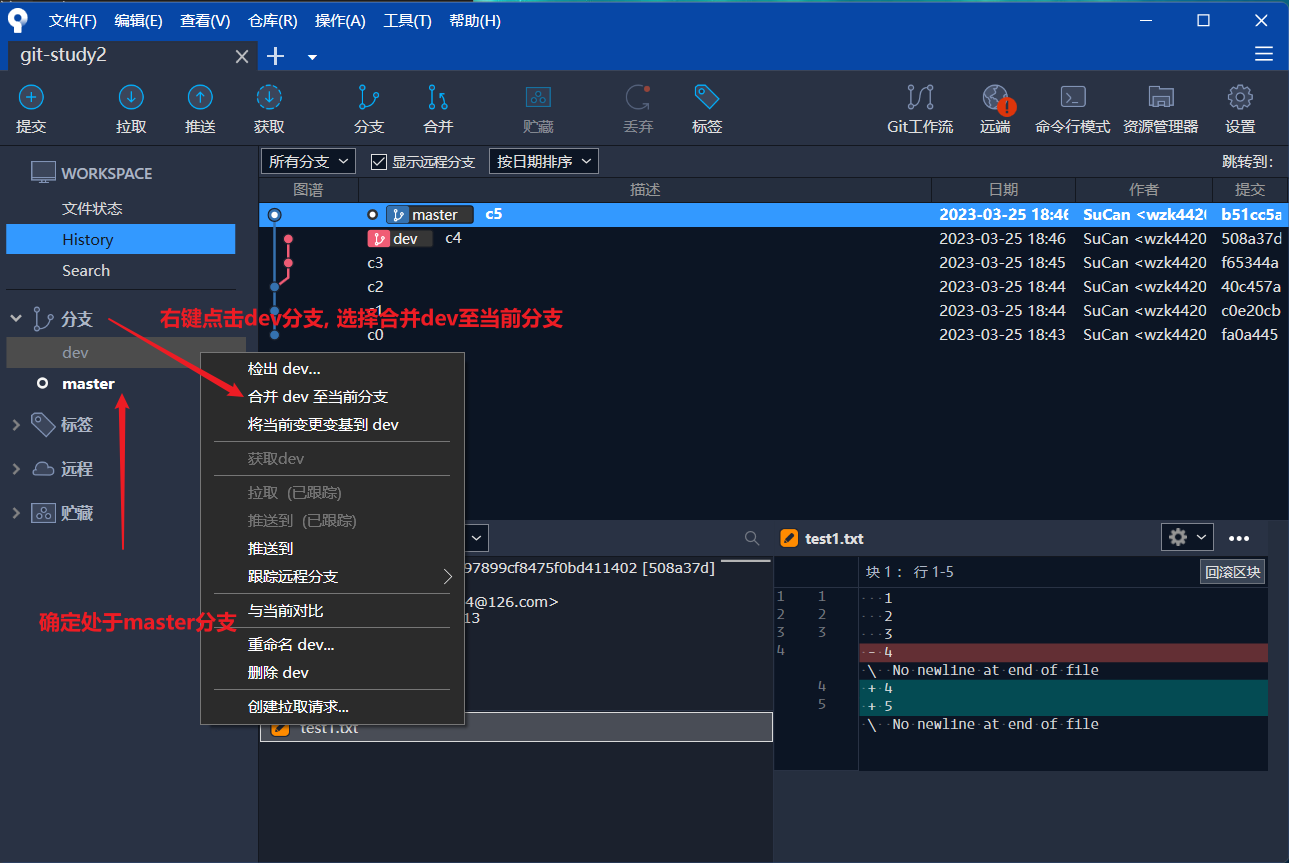 文件(F) 编辑(E) 查看(V) 仓库(R) 操作(A) 工具(T) 帮助(H)
git-study2
提交 拉取 推送 获取 分支 合并 贮藏 丢弃 标签 Git工作流 远端 命令行模式 资源管理器 设置
WORKSPACE
文件状态
History
Search
分支
dev
master
标签
远程
贮藏
所有分支 显示远程分支 按日期排序 跳转到:
图谱 描述 日期 作者 提交
master c5 2023-03-25 18:46 SuCan <wzk4420 b51cc5a
dev c4 2023-03-25 18:46 SuCan <wzk4420 508a37d
c3 2023-03-25 18:45 SuCan <wzk4420 f65344a
c2 2023-03-25 18:44 SuCan <wzk4420 40c457a
c1 2023-03-25 18:44 SuCan <wzk4420 c0e20cb
c0 2023-03-25 18:43 SuCan <wzk4420 fa0a445
右键点击dev分支, 选择合并dev至当前分支
检出 dev...
合并 dev 至当前分支
将当前变更变基到 dev
获取dev
拉取 (已跟踪)
推送到 (已跟踪)
推送到
跟踪远程分支
与当前对比
重命名 dev...
删除 dev
创建拉取请求...
确定处于master分支
97899cf8475f0bd411402 [508a37d]
4@126.com>
13
test1.txt
test1.txt
块 1： 行 1-5
回滚区块
1 1 1
2 2 2
3 3 3
4 - 4
\ No newline at end of file
4 + 4
5 + 5
\ No newline at end of file